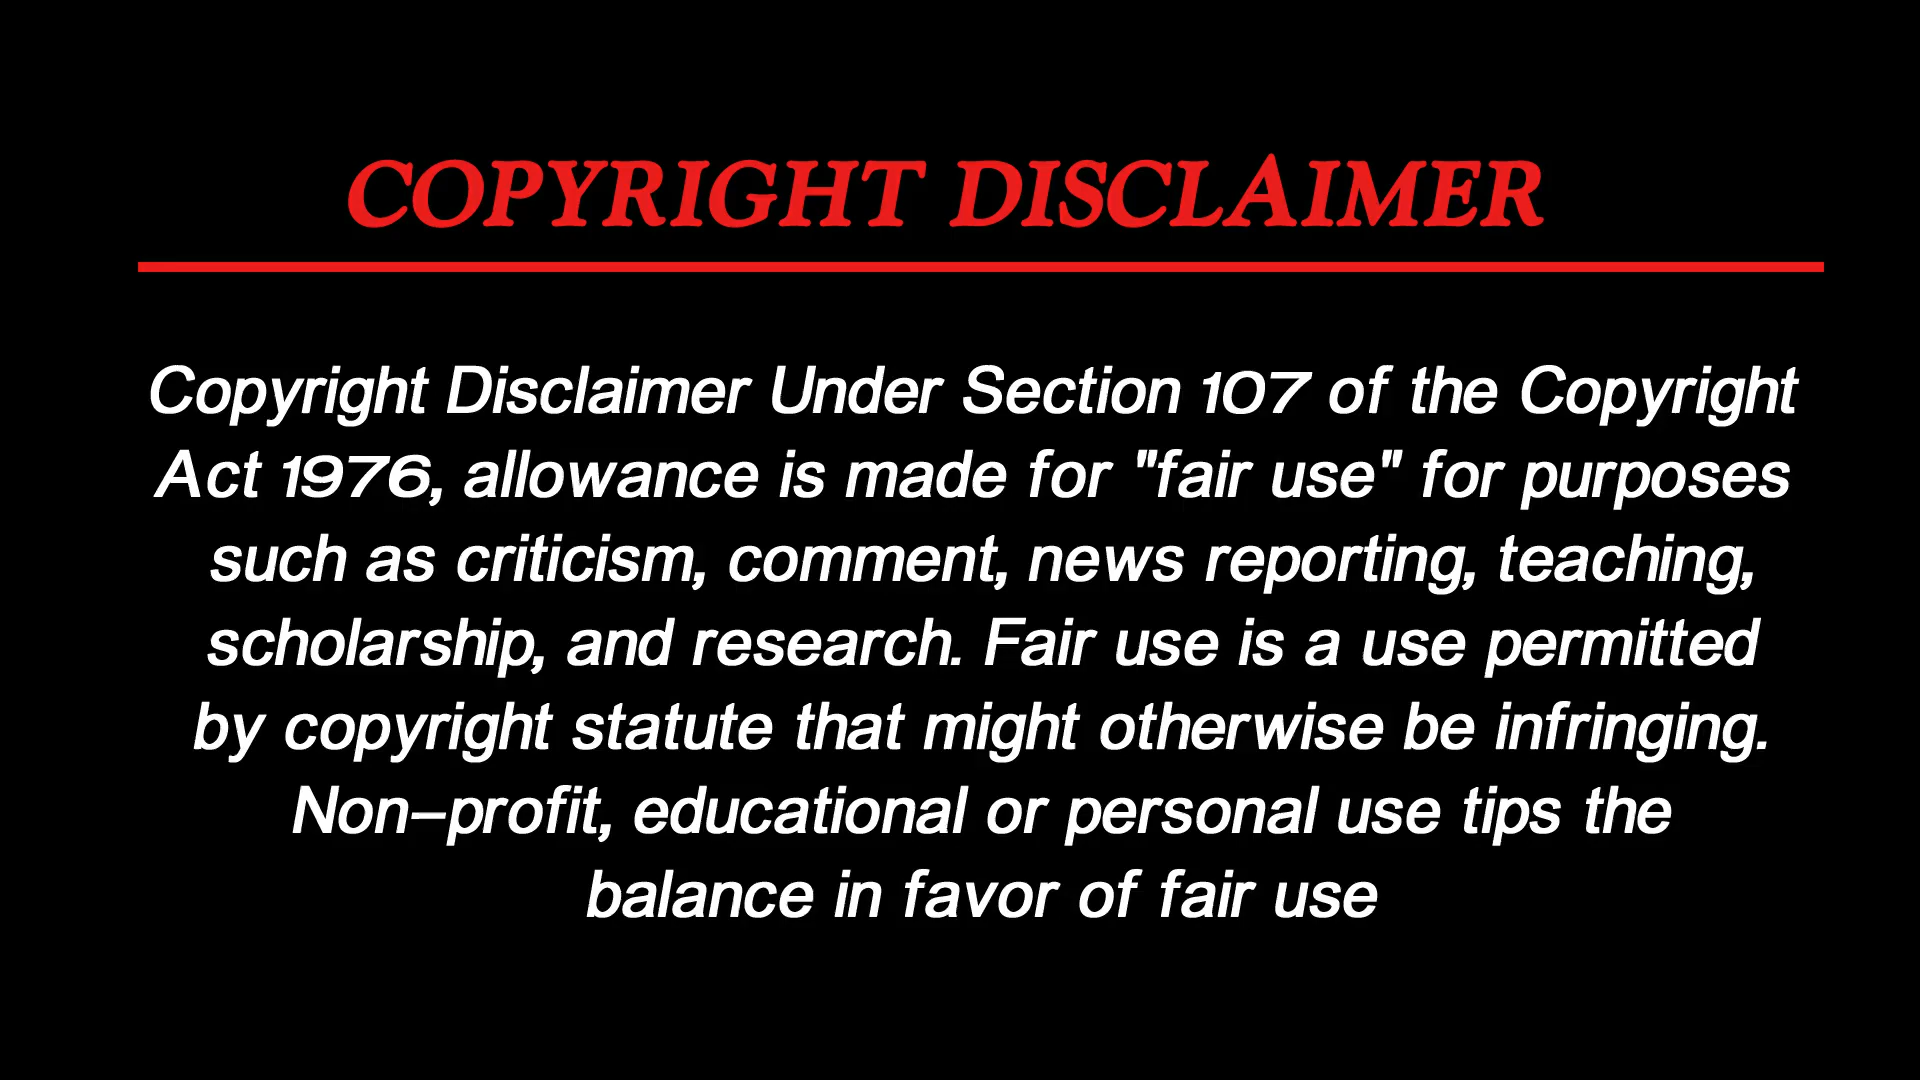 COPYRIGHT DISCLAIMER
Copyright Disclaimer Under Section 107 of the Copyright
Act 1976, allowance is made for "fair use" for purposes
such as criticism, comment, news reporting, teaching,
scholarship, and research. Fair use is a use permitted
by copyright statute that might otherwise be infringing.
Non-profit, educational or personal use tips the
balance in favor of fair use